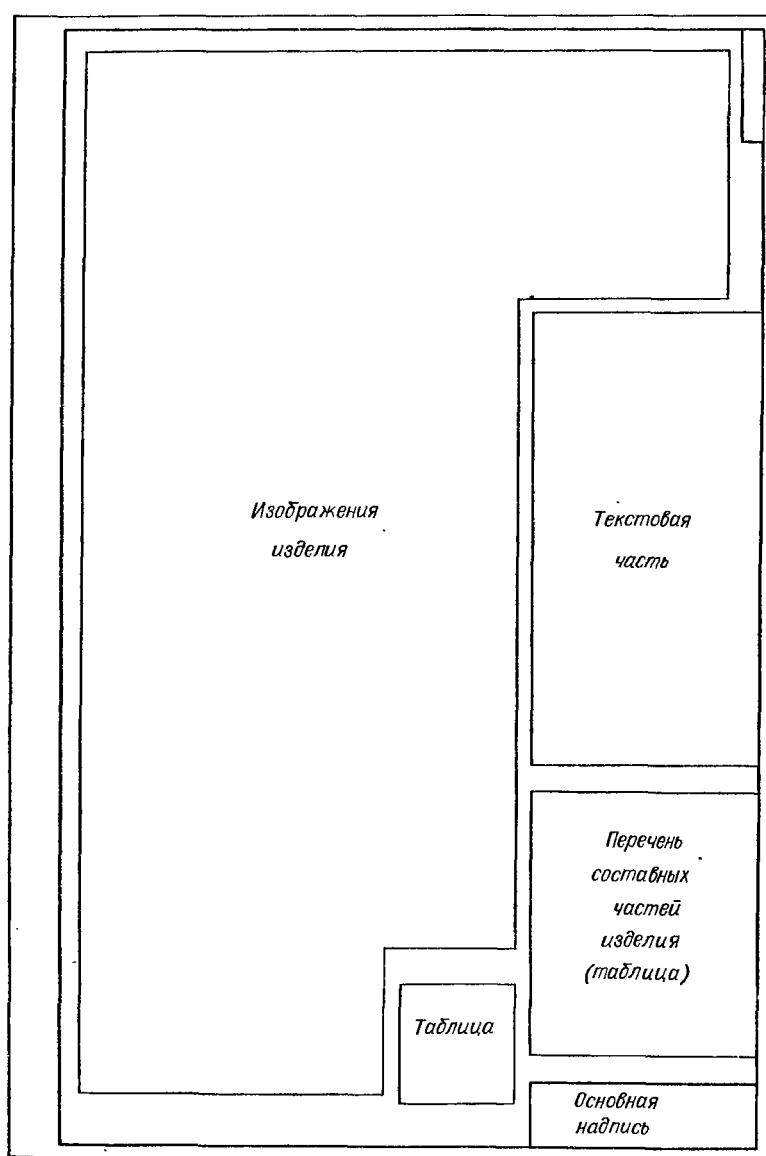 Изображения
изделия
Текстовая
часть
Перечень
составных
частей
изделия
(таблица)
Таблица
Основная
надпись